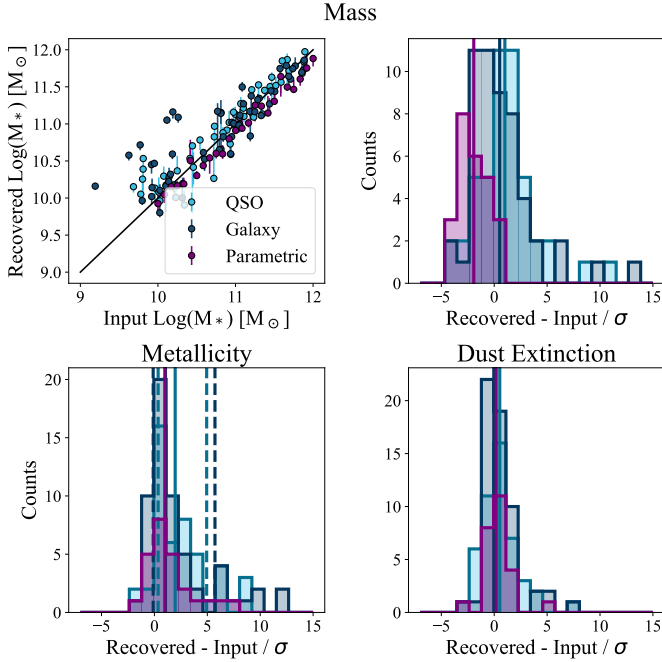 Mass
Recovered Log(M*) [M⊙]
12.0
11.5
11.0
10.5
10.0
9.5
9.0
QSO
Galaxy
Parametric
9 10 11 12
Input Log(M*) [M⊙]
Counts
10
8
6
4
2
0
−5 0 5 10 15
Recovered - Input / σ
Metallicity
Counts
20
15
10
5
0
−5 0 5 10 15
Recovered - Input / σ
Dust Extinction
Counts
20
15
10
5
0
−5 0 5 10 15
Recovered - Input / σ